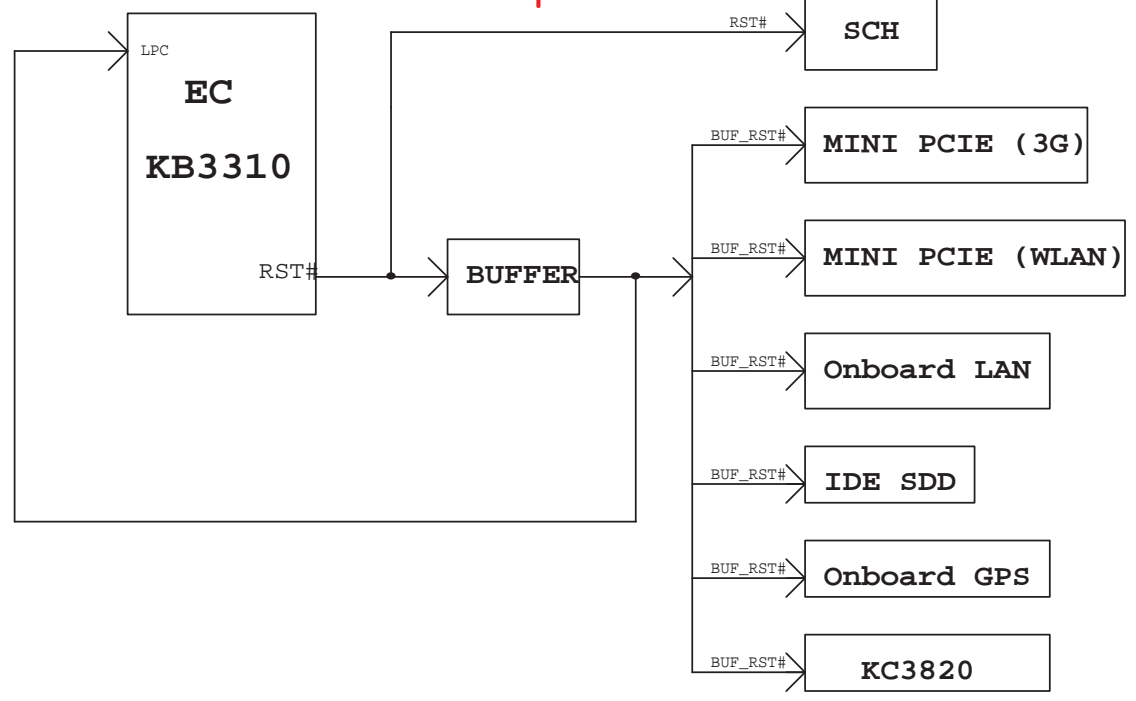 RST#
SCH
LPC
EC
KB3310
BUF_RST#
MINI PCIE (3G)
BUF_RST#
MINI PCIE (WLAN)
RST#
BUFFER
BUF_RST#
Onboard LAN
BUF_RST#
IDE SDD
BUF_RST#
Onboard GPS
BUF_RST#
KC3820